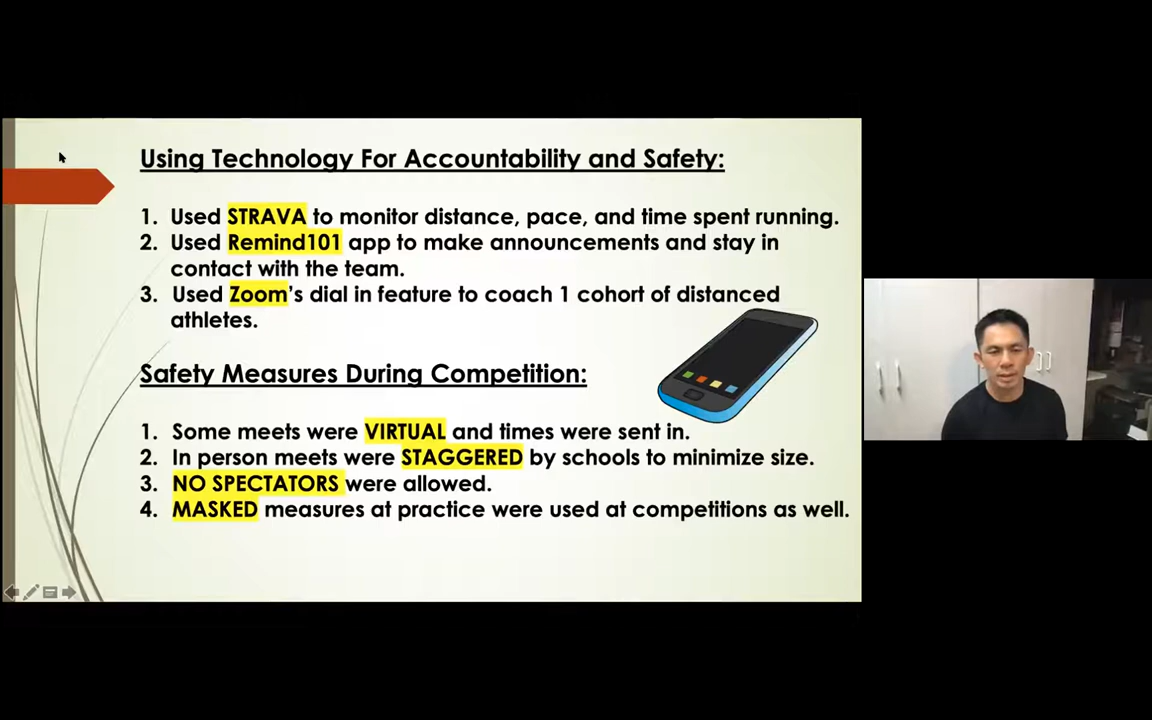 Using Technology For Accountability and Safety:
1. Used STRAVA to monitor distance, pace, and time spent running.
2. Used Remind101 app to make announcements and stay in
contact with the team.
3. Used Zoom's dial in feature to coach 1 cohort of distanced
athletes.
Safety Measures During Competition:
1. Some meets were VIRTUAL and times were sent in.
2. In person meets were STAGGERED by schools to minimize size.
3. NO SPECTATORS were allowed.
4. MASKED measures at practice were used at competitions as well.